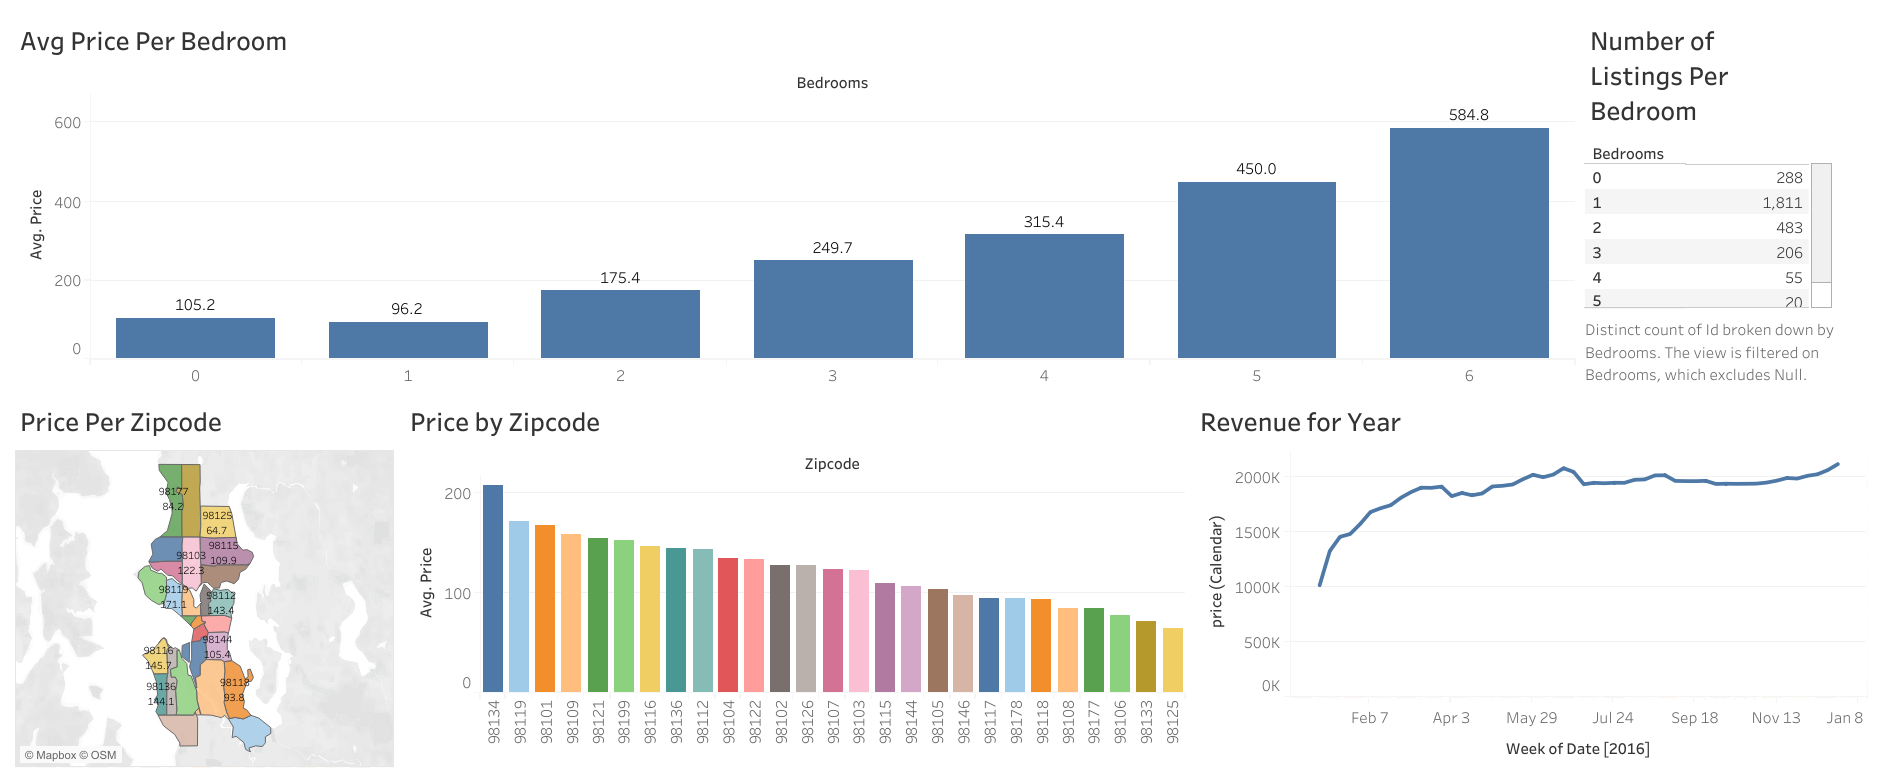 Avg Price Per Bedroom
Bedrooms
Avg. Price
600
400
200
0
105.2
96.2
175.4
249.7
315.4
450.0
584.8
0
1
2
3
4
5
6
Number of
Listings Per
Bedroom
Bedrooms
0 288
1 1,811
2 483
3 206
4 55
5 20
Distinct count of Id broken down by
Bedrooms. The view is filtered on
Bedrooms, which excludes Null.
Price Per Zipcode
98177
84.2
98125
64.7
98115
109.9
98103
122.3
98119
171.1
98112
143.4
98144
105.4
98116
145.7
98136
144.1
98118
93.8
© Mapbox © OSM
Price by Zipcode
Zipcode
Avg. Price
200
100
0
98134
98119
98101
98109
98121
98199
98116
98136
98112
98104
98122
98102
98126
98107
98103
98115
98144
98105
98146
98117
98178
98118
98108
98177
98106
98133
98125
Revenue for Year
price (Calendar)
2000K
1500K
1000K
500K
0K
Feb 7
Apr 3
May 29
Jul 24
Sep 18
Nov 13
Jan 8
Week of Date [2016]